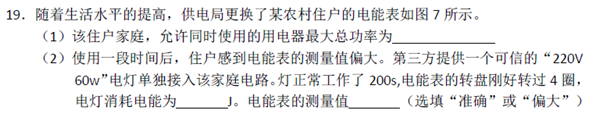 19．随着生活水平的提高，供电局更换了某农村住户的电能表如图 7 所示。
（1）该住户家庭，允许同时使用的用电器最大总功率为____________
（2）使用一段时间后，住户感到电能表的测量值偏大。第三方提供一个可信的“220V
60w”电灯单独接入该家庭电路。灯正常工作了 200s,电能表的转盘刚好转过 4 圈，
电灯消耗电能为______J。电能表的测量值______（选填“准确”或“偏大”）